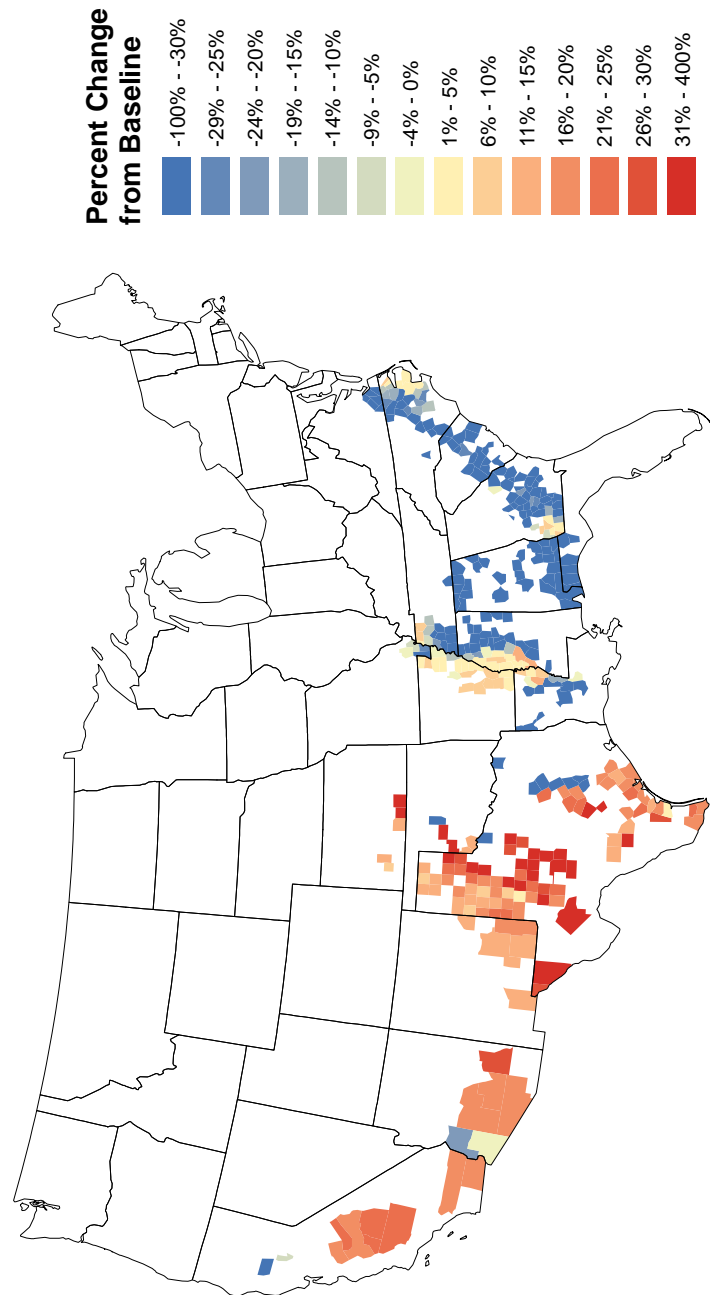 Percent Change
from Baseline
-100% - -30%
-29% - -25%
-24% - -20%
-19% - -15%
-14% - -10%
-9% - -5%
-4% - 0%
1% - 5%
6% - 10%
11% - 15%
16% - 20%
21% - 25%
26% - 30%
31% - 400%